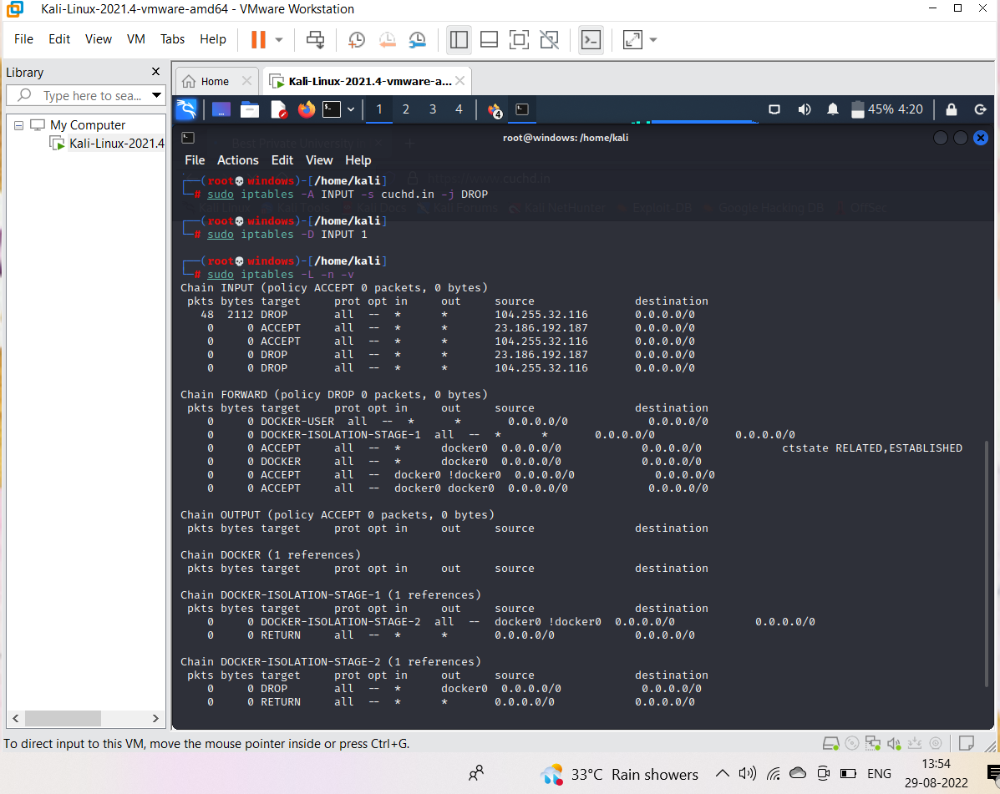 Kali-Linux-2021.4-vmware-amd64 - VMware Workstation
File Edit View VM Tabs Help
Library
Type here to sea...
My Computer
Kali-Linux-2021.4
Home
Kali-Linux-2021.4-vmware-a...
1 2 3 4
4
45% 4:20
root@windows: /home/kali
Best Private University i
File Actions Edit View Help
cuchd.in
┌──(root💀windows)-[/home/kali]
└─# sudo iptables -A INPUT -s cuchd.in -j DROP
Kali Tools Kali Docs Kali Forums Kali NetHunter Exploit-DB Google Hacking DB OffSec
┌──(root💀windows)-[/home/kali]
└─# sudo iptables -D INPUT 1
┌──(root💀windows)-[/home/kali]
└─# sudo iptables -L -n -v
Chain INPUT (policy ACCEPT 0 packets, 0 bytes)
pkts bytes target prot opt in out source destination
48 2112 DROP all -- * * 104.255.32.116 0.0.0.0/0
0 0 ACCEPT all -- * * 23.186.192.187 0.0.0.0/0
0 0 ACCEPT all -- * * 104.255.32.116 0.0.0.0/0
0 0 DROP all -- * * 23.186.192.187 0.0.0.0/0
0 0 DROP all -- * * 104.255.32.116 0.0.0.0/0
Chain FORWARD (policy DROP 0 packets, 0 bytes)
pkts bytes target prot opt in out source destination
0 0 DOCKER-USER all -- * * 0.0.0.0/0 0.0.0.0/0
0 0 DOCKER-ISOLATION-STAGE-1 all -- * * 0.0.0.0/0 0.0.0.0/0
0 0 ACCEPT all -- * docker0 0.0.0.0/0 0.0.0.0/0 ctstate RELATED,ESTABLISHED
0 0 DOCKER all -- * docker0 0.0.0.0/0 0.0.0.0/0
0 0 ACCEPT all -- docker0 !docker0 0.0.0.0/0 0.0.0.0/0
0 0 ACCEPT all -- docker0 docker0 0.0.0.0/0 0.0.0.0/0
Chain OUTPUT (policy ACCEPT 0 packets, 0 bytes)
pkts bytes target prot opt in out source destination
Chain DOCKER (1 references)
pkts bytes target prot opt in out source destination
Chain DOCKER-ISOLATION-STAGE-1 (1 references)
pkts bytes target prot opt in out source destination
0 0 DOCKER-ISOLATION-STAGE-2 all -- docker0 !docker0 0.0.0.0/0 0.0.0.0/0
0 0 RETURN all -- * * 0.0.0.0/0 0.0.0.0/0
Chain DOCKER-ISOLATION-STAGE-2 (1 references)
pkts bytes target prot opt in out source destination
0 0 DROP all -- * docker0 0.0.0.0/0 0.0.0.0/0
0 0 RETURN all -- * * 0.0.0.0/0 0.0.0.0/0
To direct input to this VM, move the mouse pointer inside or press Ctrl+G.
33°C Rain showers
ENG
13:54
29-08-2022